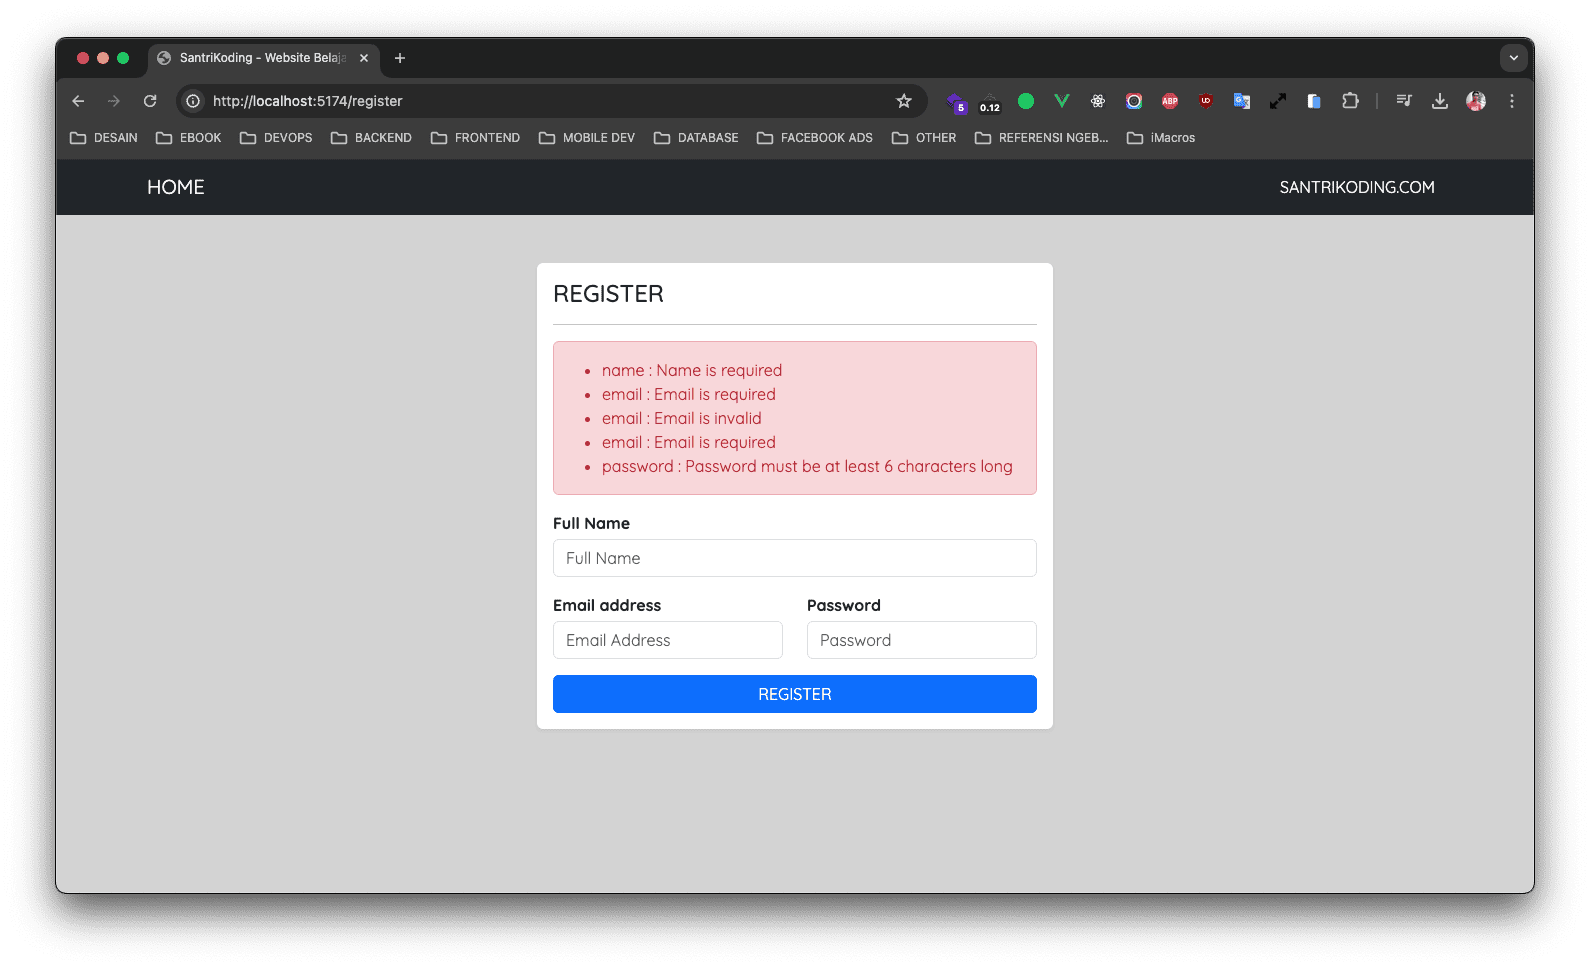 SantriKoding - Website Belaja
http://localhost:5174/register
5
0.12
ABP
DESAIN EBOOK DEVOPS BACKEND FRONTEND MOBILE DEV DATABASE FACEBOOK ADS OTHER REFERENSI NGEB... iMacros
HOME SANTRIKODING.COM
REGISTER
name : Name is required
email : Email is required
email : Email is invalid
email : Email is required
password : Password must be at least 6 characters long
Full Name
Full Name
Email address Password
Email Address Password
REGISTER